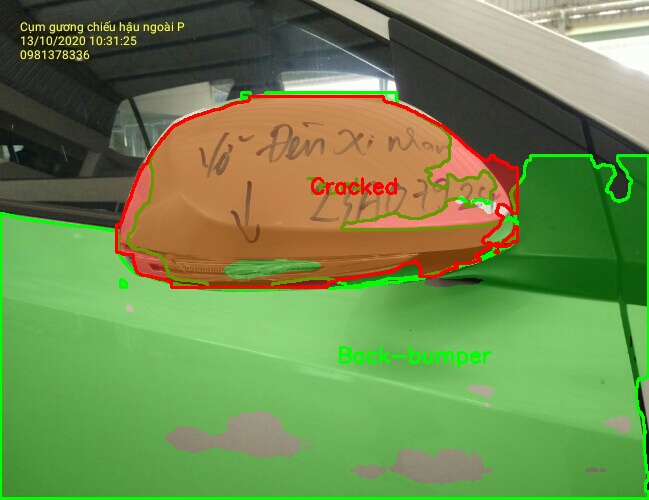 Cụm gương chiếu hậu ngoài P
13/10/2020 10:31:25
0981378336
Vỡ Đèn xi nhan
Cracked
Back-bumper